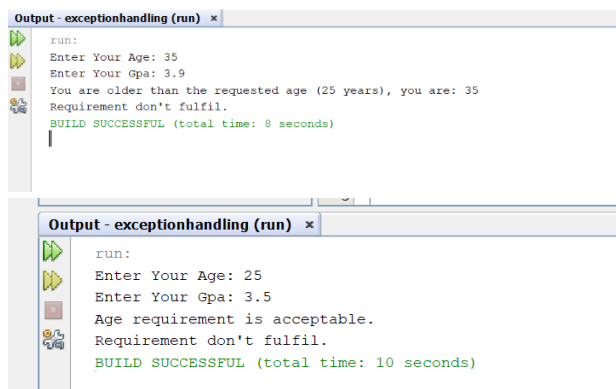 Output - exceptionhandling (run) ×
run:
Enter Your Age: 35
Enter Your Gpa: 3.9
You are older than the requested age (25 years), you are: 35
Requirement don't fulfil.
BUILD SUCCESSFUL (total time: 8 seconds)
Output - exceptionhandling (run) ×
run:
Enter Your Age: 25
Enter Your Gpa: 3.5
Age requirement is acceptable.
Requirement don't fulfil.
BUILD SUCCESSFUL (total time: 10 seconds)